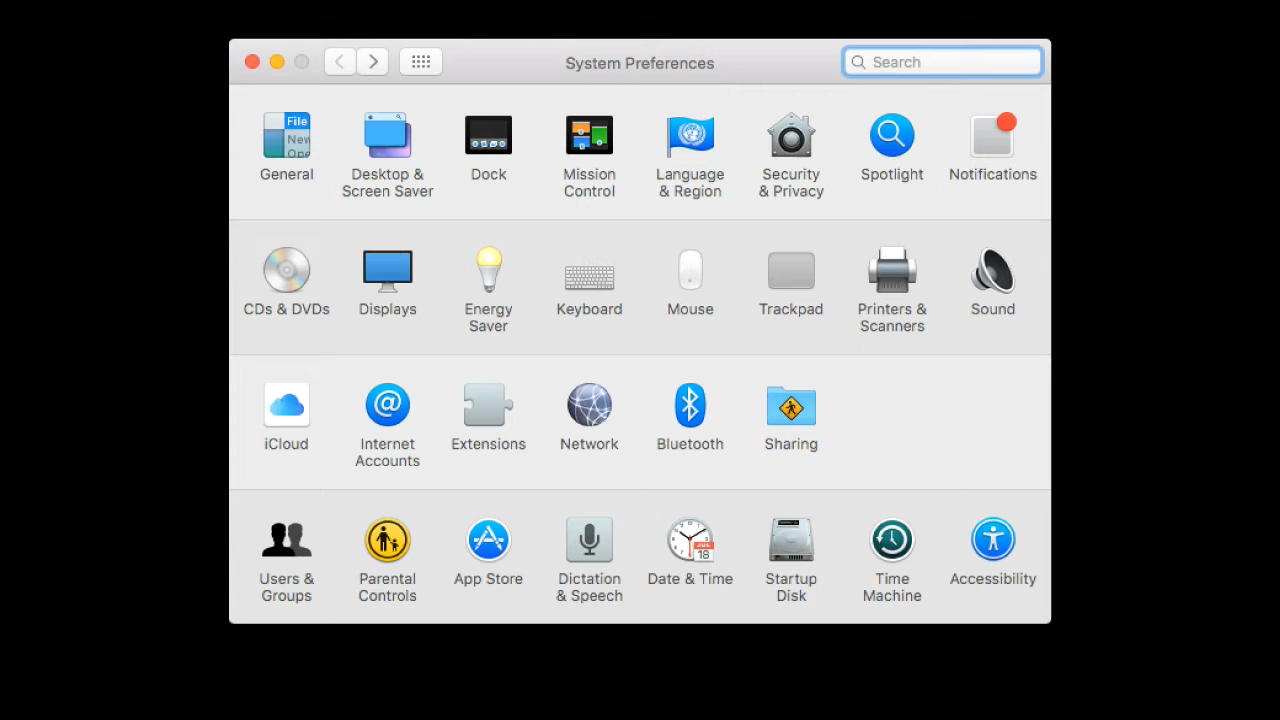 System Preferences
Search
File
New
Ope
General
Desktop &
Screen Saver
Dock
Mission
Control
Language
& Region
Security
& Privacy
Spotlight
Notifications
CDs & DVDs
Displays
Energy
Saver
Keyboard
Mouse
Trackpad
Printers &
Scanners
Sound
iCloud
@
Internet
Accounts
Extensions
Network
Bluetooth
Sharing
Users &
Groups
Parental
Controls
App Store
Dictation
& Speech
JUL
18
Date & Time
Startup
Disk
Time
Machine
Accessibility